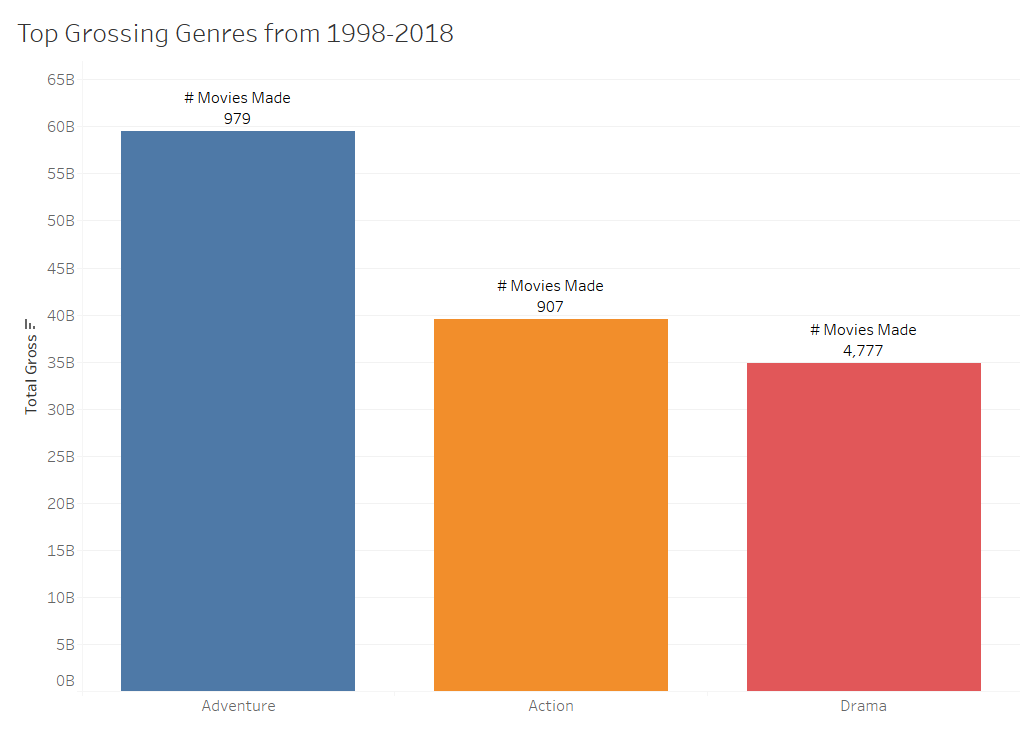 Top Grossing Genres from 1998-2018
65B
60B
55B
50B
45B
40B
35B
30B
25B
20B
15B
10B
5B
0B
Total Gross
# Movies Made
979
# Movies Made
907
# Movies Made
4,777
Adventure
Action
Drama